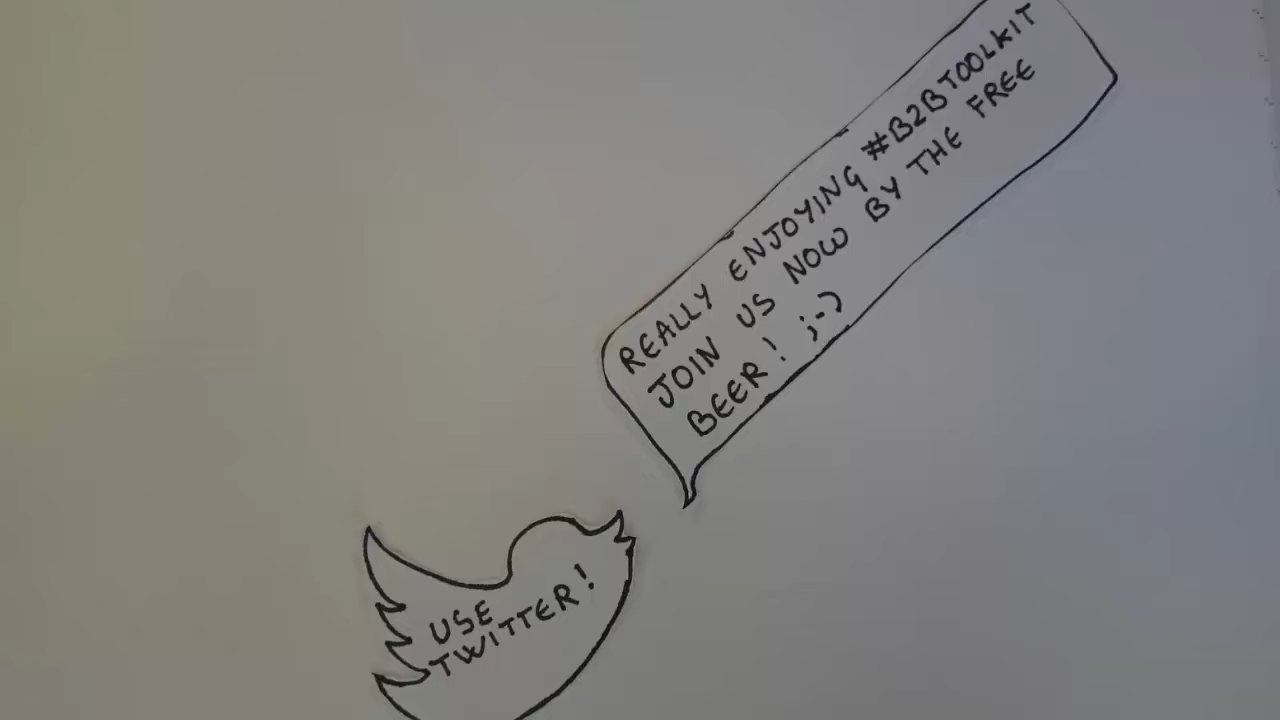 REALLY ENJOYING #B2BTOOLKIT
JOIN US NOW BY THE FREE
BEER! ;-)
USE
TWITTER!